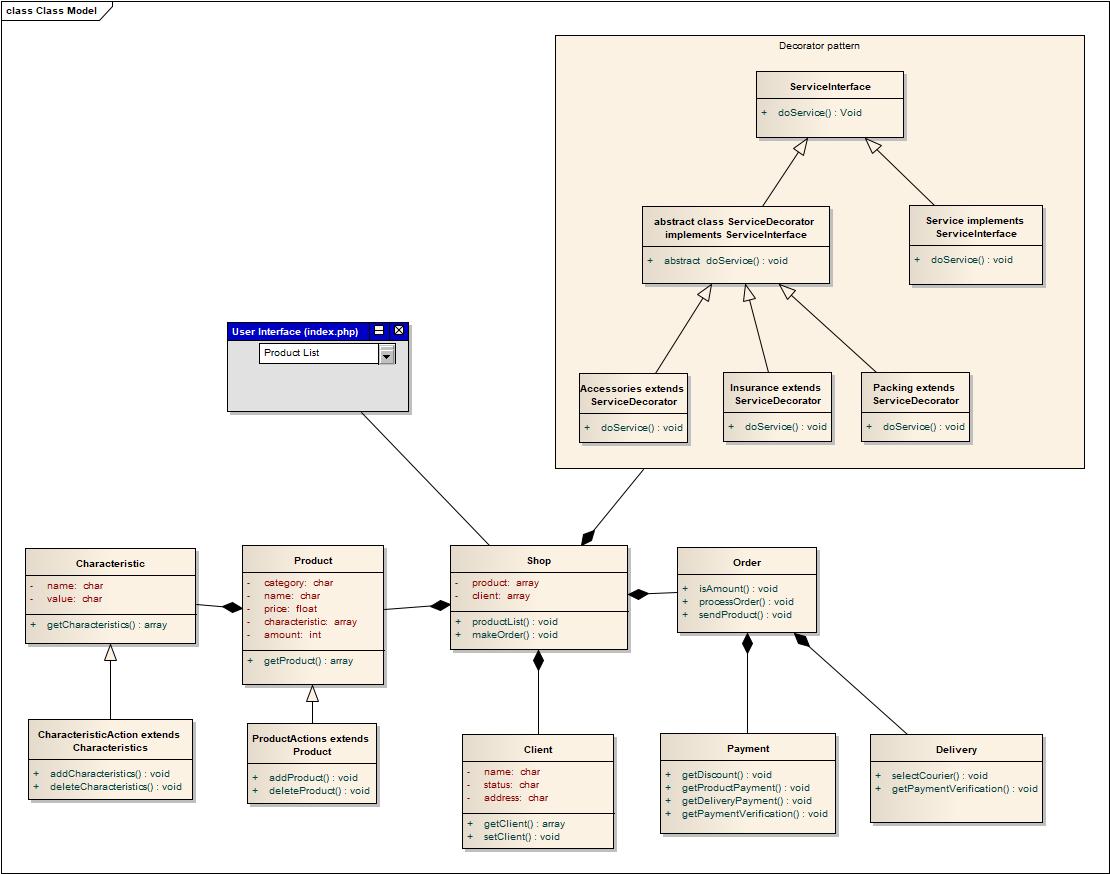 class Class Model
Decorator pattern
ServiceInterface
+ doService() : Void
abstract class ServiceDecorator
implements ServiceInterface
+ abstract doService() : void
Service implements
ServiceInterface
+ doService() : void
Accessories extends
ServiceDecorator
+ doService() : void
Insurance extends
ServiceDecorator
+ doService() : void
Packing extends
ServiceDecorator
+ doService() : void
User Interface (index.php)
Product List
Characteristic
- name: char
- value: char
+ getCharacteristics() : array
Product
- category: char
- name: char
- price: float
- characteristic: array
- amount: int
+ getProduct() : array
Shop
- product: array
- client: array
+ productList() : void
+ makeOrder() : void
Order
+ isAmount() : void
+ processOrder() : void
+ sendProduct() : void
CharacteristicAction extends
Characteristics
+ addCharacteristics() : void
+ deleteCharacteristics() : void
ProductActions extends
Product
+ addProduct() : void
+ deleteProduct() : void
Client
- name: char
- status: char
- address: char
+ getClient() : array
+ setClient() : void
Payment
+ getDiscount() : void
+ getProductPayment() : void
+ getDeliveryPayment() : void
+ getPaymentVerification() : void
Delivery
+ selectCourier() : void
+ getPaymentVerification() : void